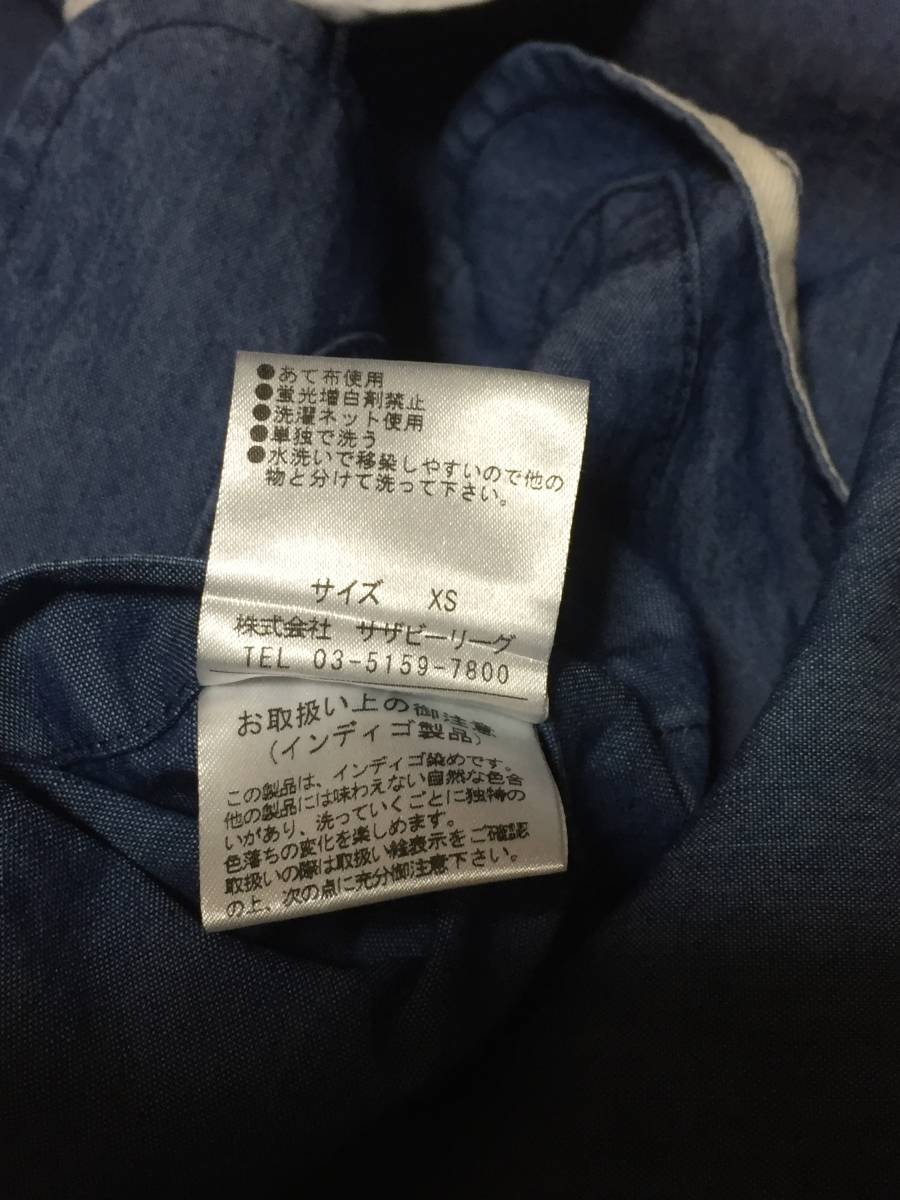 ●あて布使用
●蛍光増白剤禁止
●洗濯ネット使用
●単独で洗う
●水洗いで移染しやすいので他の
物と分けて洗って下さい。
サイズ XS
株式会社 サザビーリーグ
TEL 03-5159-7800
お取扱い上の御注意
(インディゴ製品)
この製品は、インディゴ染めです。
他の製品には味わえない自然な色合
いがあり、洗っていくごとに独特の
色落ちの変化を楽しめます。
取扱いの際は取扱い絵表示をご確認
の上、次の点に充分御注意下さい。